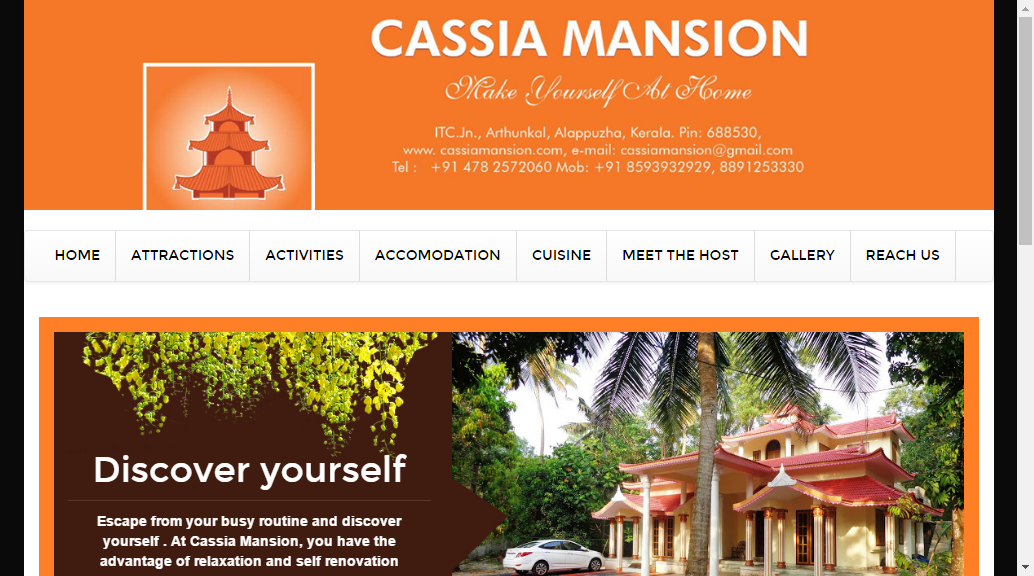 CASSIA MANSION
Make Yourself At Home
ITC.Jn., Arthunkal, Alappuzha, Kerala. Pin: 688530,
www. cassiamansion.com, e-mail: cassiamansion@gmail.com
Tel : +91 478 2572060 Mob: +91 8593932929, 8891253330
HOME ATTRACTIONS ACTIVITIES ACCOMODATION CUISINE MEET THE HOST GALLERY REACH US
Discover yourself
Escape from your busy routine and discover
yourself . At Cassia Mansion, you have the
advantage of relaxation and self renovation